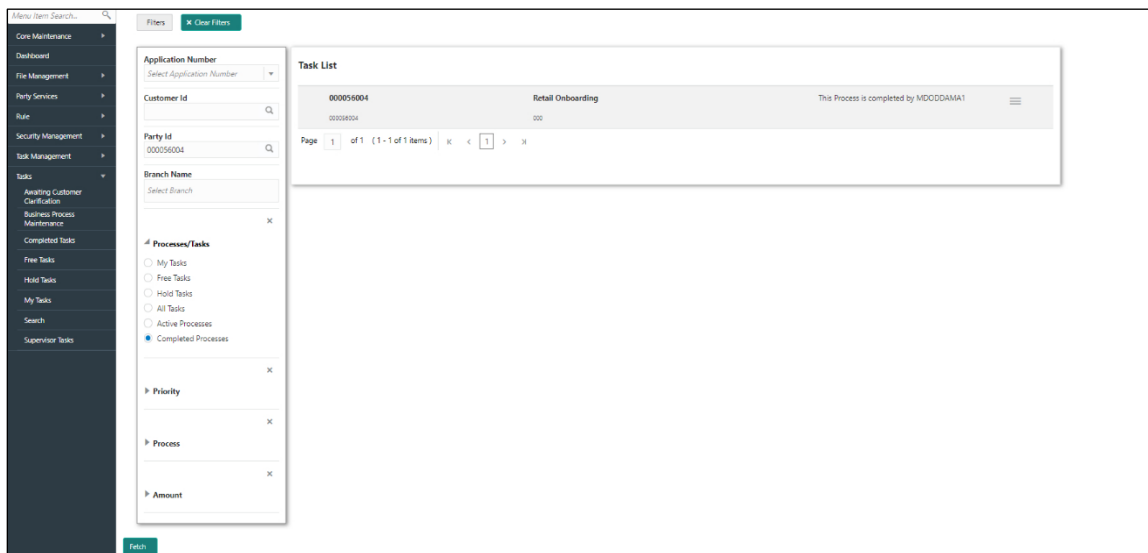 Menu Item Search...
Core Maintenance
Dashboard
File Management
Party Services
Rule
Security Management
Task Management
Tasks
Awaiting Customer
Clarification
Business Process
Maintenance
Completed Tasks
Free Tasks
Hold Tasks
My Tasks
Search
Supervisor Tasks
Filters
× Clear Filters
Application Number
Select Application Number
Customer Id
Party Id
000056004
Branch Name
Select Branch
Processes/Tasks
My Tasks
Free Tasks
Hold Tasks
All Tasks
Active Processes
Completed Processes
Priority
Process
Amount
Fetch
Task List
000056004 Retail Onboarding This Process is completed by MDODDAMA1
000056004 000
Page 1 of 1 (1 - 1 of 1 items) 1